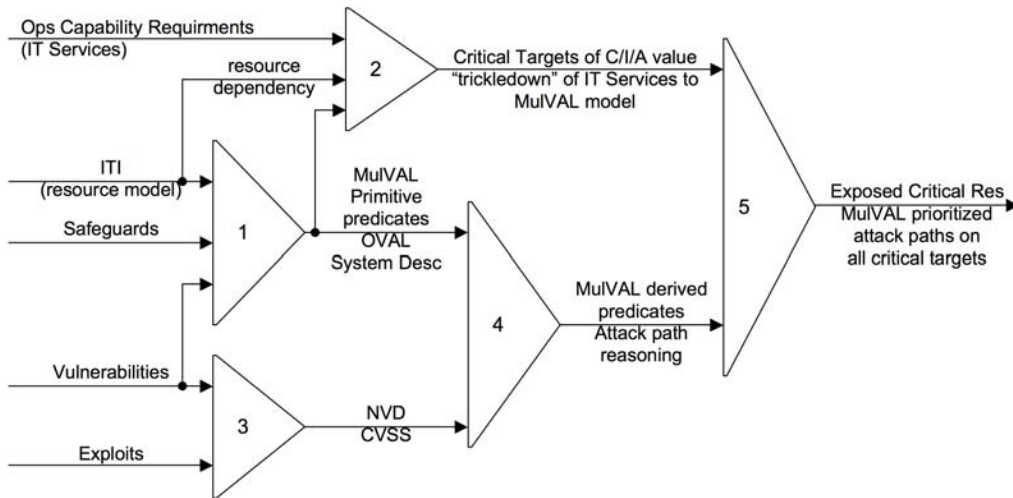 Ops Capability Requirments
(IT Services)
resource
dependency
2
Critical Targets of C/I/A value
“trickledown” of IT Services to
MulVAL model
ITI
(resource model)
Safeguards
1
MulVAL
Primitive
predicates
OVAL
System Desc
5
Exposed Critical Res
MulVAL prioritized
attack paths on
all critical targets
4
MulVAL derived
predicates
Attack path
reasoning
Vulnerabilities
3
NVD
CVSS
Exploits